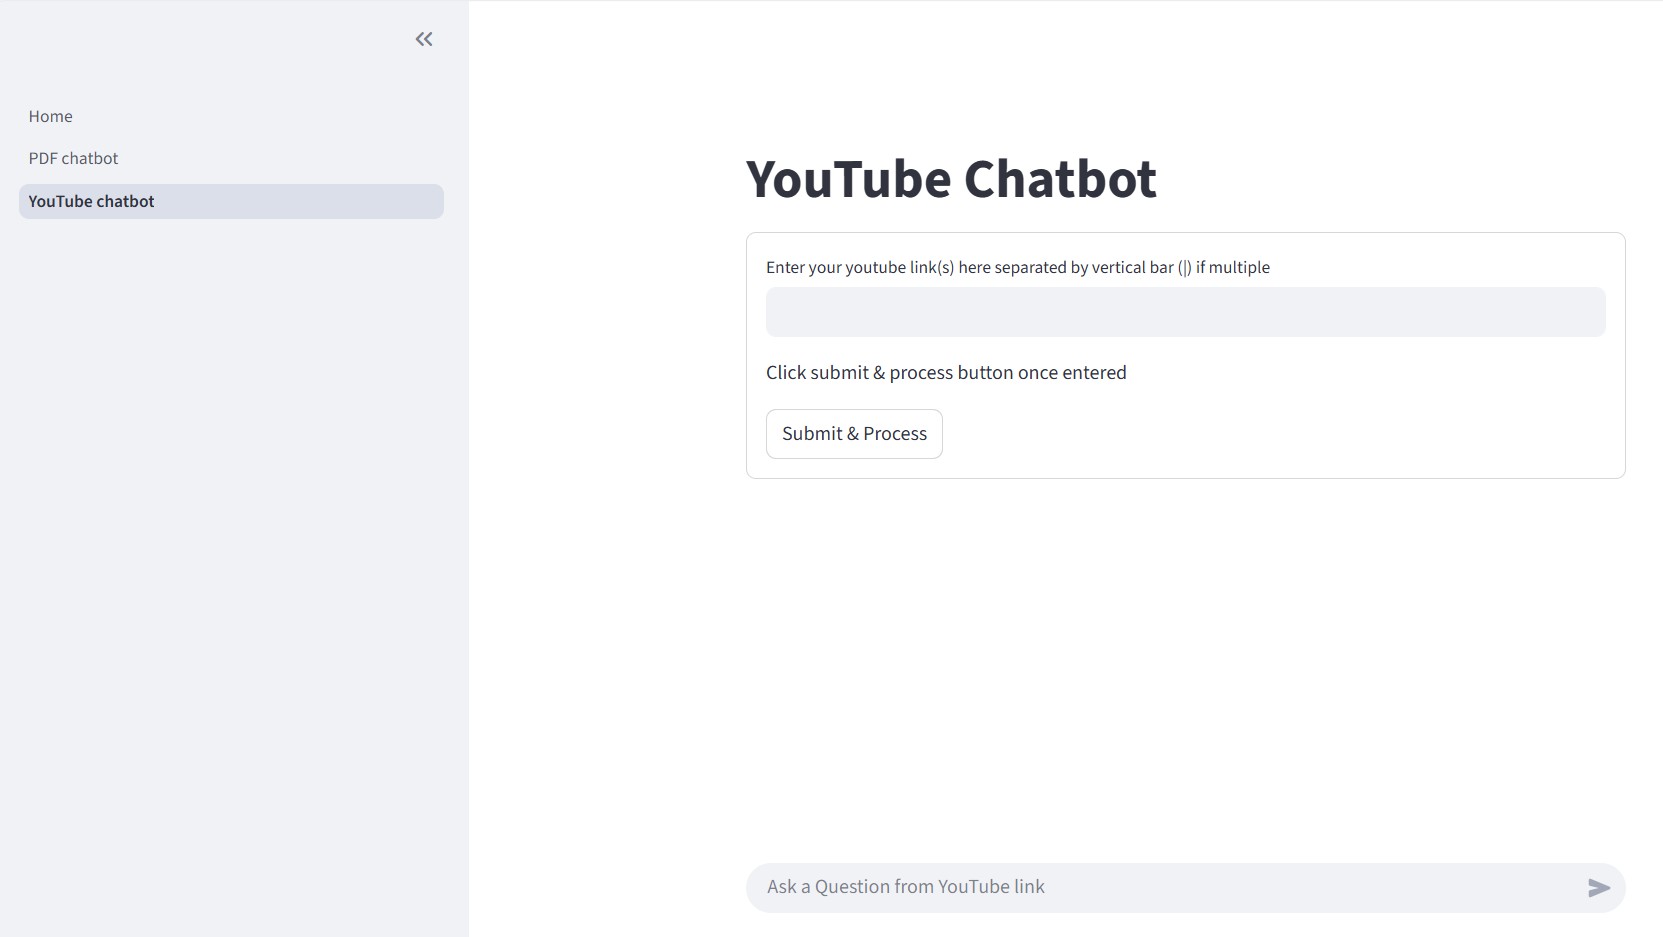 Home
PDF chatbot
YouTube chatbot
YouTube Chatbot
Enter your youtube link(s) here separated by vertical bar (|) if multiple
Click submit & process button once entered
Submit & Process
Ask a Question from YouTube link